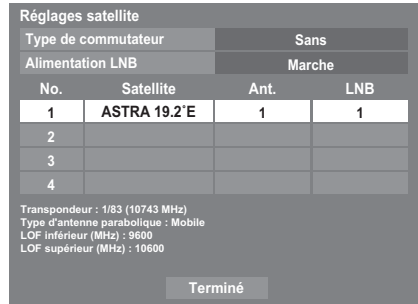 Réglages satellite
Type de commutateur Sans
Alimentation LNB Marche
No. Satellite Ant. LNB
1 ASTRA 19.2˚E 1 1
2
3
4
Transpondeur : 1/83 (10743 MHz)
Type d'antenne parabolique : Mobile
LOF inférieur (MHz) : 9600
LOF supérieur (MHz) : 10600
Terminé